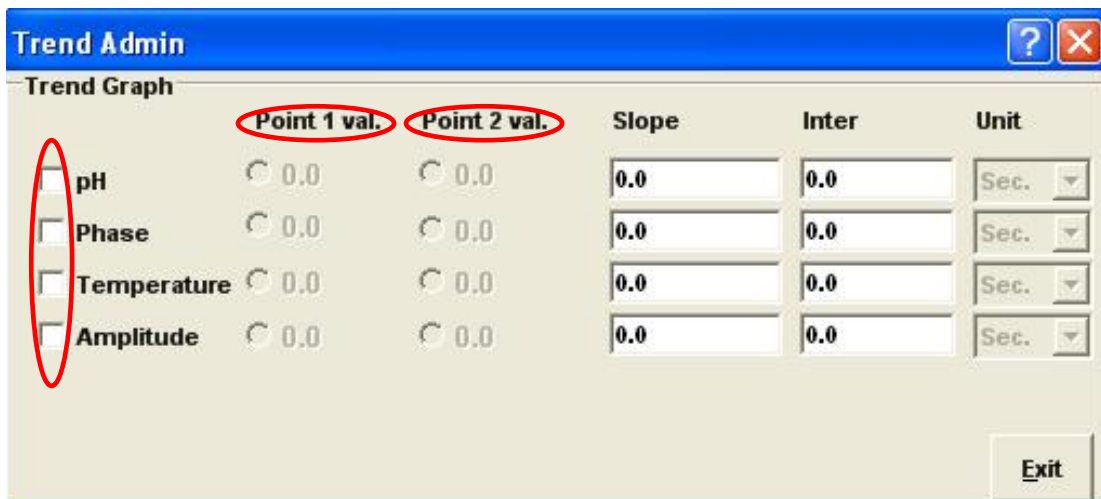 Trend Admin
Trend Graph
Point 1 val. Point 2 val. Slope Inter Unit
pH 0.0 0.0 0.0 0.0 Sec.
Phase 0.0 0.0 0.0 0.0 Sec.
Temperature 0.0 0.0 0.0 0.0 Sec.
Amplitude 0.0 0.0 0.0 0.0 Sec.
Exit